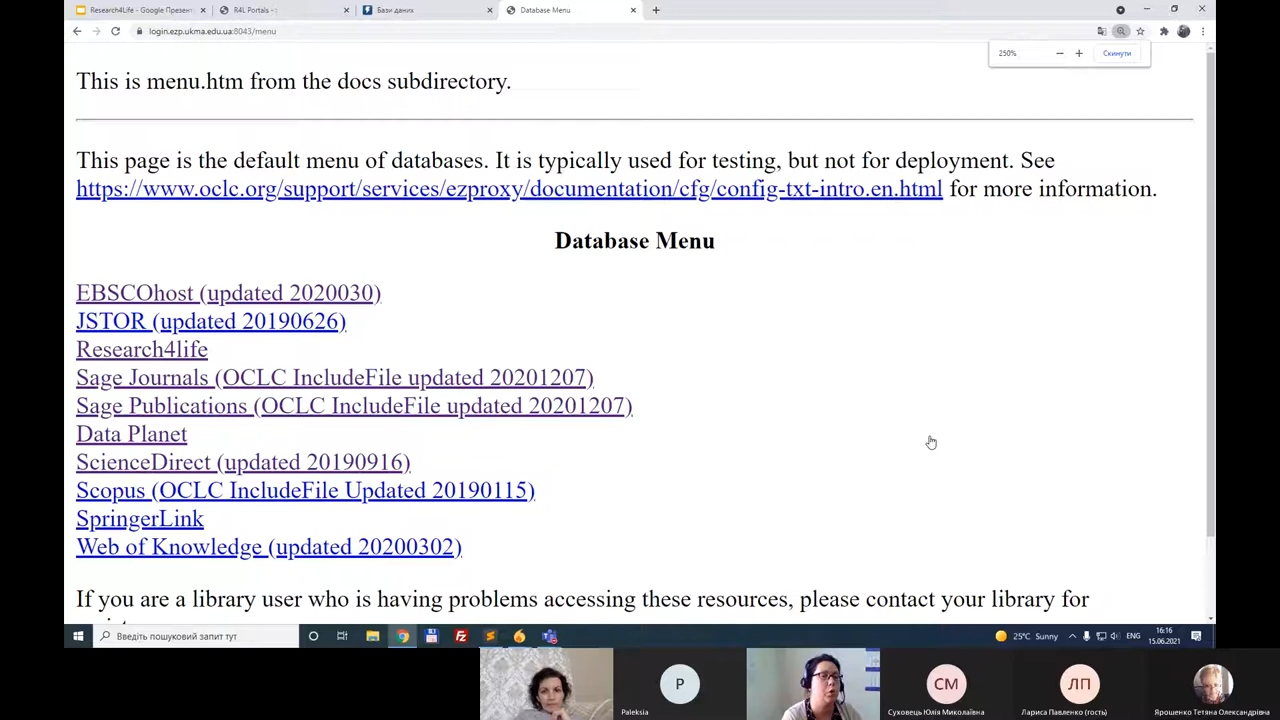 Research4Life - Google Презент
R4L Portals -
Бази даних
Database Menu
login.ezp.ukma.edu.ua:8043/menu
250%
Скинути
This is menu.htm from the docs subdirectory.
This page is the default menu of databases. It is typically used for testing, but not for deployment. See
https://www.oclc.org/support/services/ezproxy/documentation/cfg/config-txt-intro.en.html for more information.
Database Menu
EBSCOhost (updated 2020030)
JSTOR (updated 20190626)
Research4life
Sage Journals (OCLC IncludeFile updated 20201207)
Sage Publications (OCLC IncludeFile updated 20201207)
Data Planet
ScienceDirect (updated 20190916)
Scopus (OCLC IncludeFile Updated 20190115)
SpringerLink
Web of Knowledge (updated 20200302)
If you are a library user who is having problems accessing these resources, please contact your library for
Введіть пошуковий запит тут
25°C Sunny
ENG
16:16
15.06.2021
P
СМ
ЛП
Paleksia
Суховець Юлія Миколаївна
Лариса Павленко (гость)
Ярошенко Тетяна Олександрівна